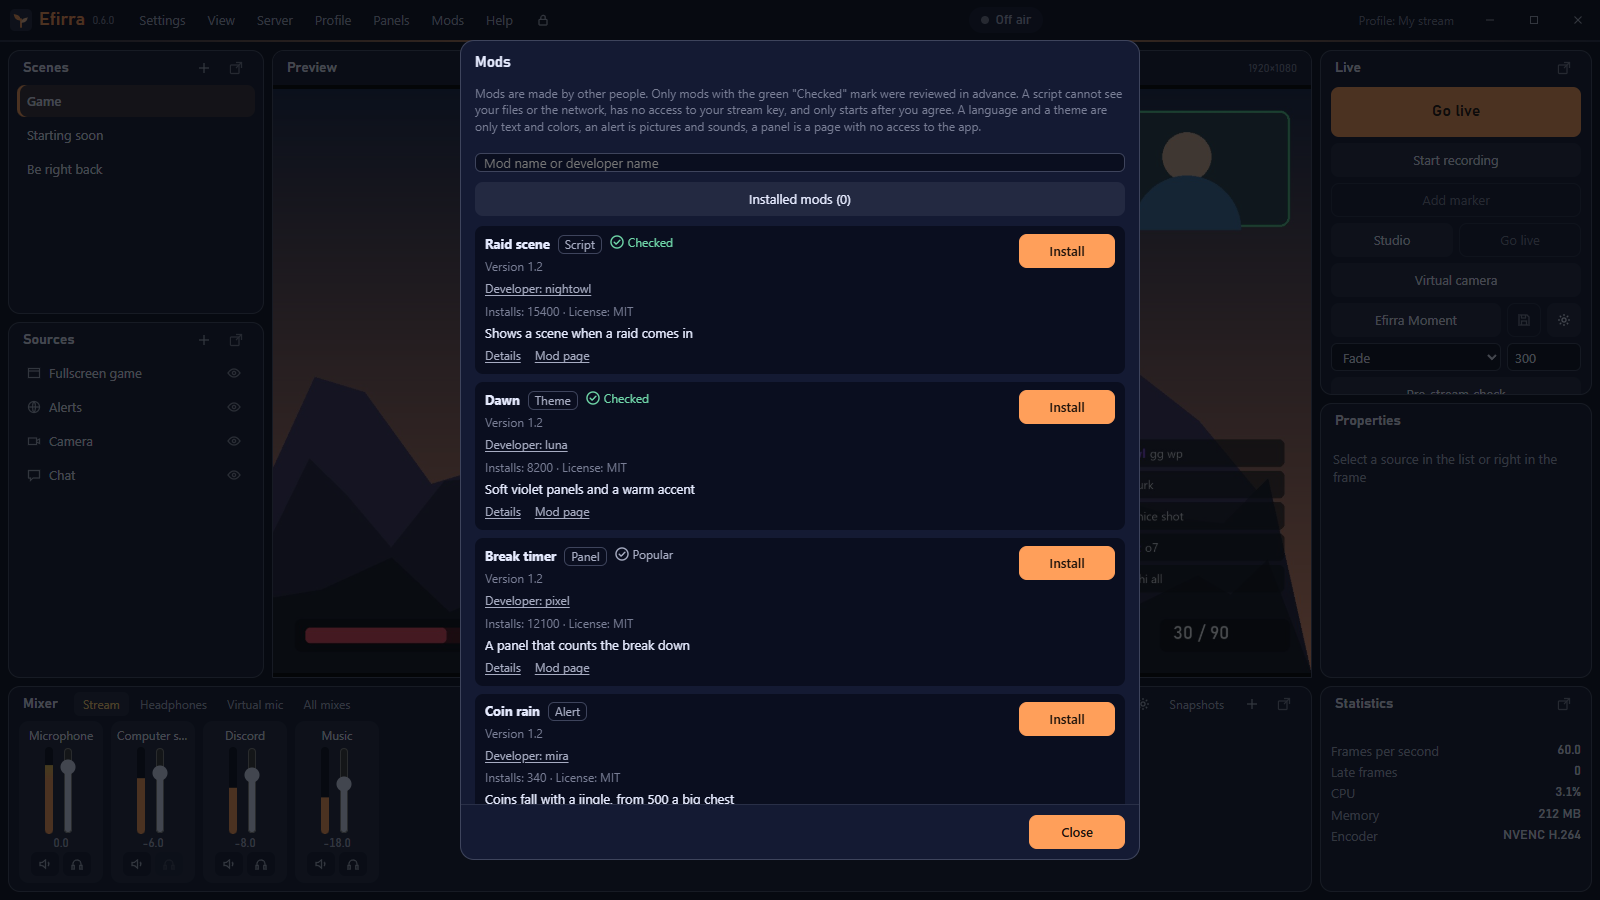 Efirra 0.6.0 Settings View Server Profile Panels Mods Help
Off air
Profile: My stream
Scenes
Game
Starting soon
Be right back
Sources
Fullscreen game
Alerts
Camera
Chat
Preview
1920×1080
Mods
Mods are made by other people. Only mods with the green "Checked" mark were reviewed in advance. A script cannot see
your files or the network, has no access to your stream key, and only starts after you agree. A language and a theme are
only text and colors, an alert is pictures and sounds, a panel is a page with no access to the app.
Mod name or developer name
Installed mods (0)
Raid scene Script Checked
Install
Version 1.2
Developer: nightowl
Installs: 15400 · License: MIT
Shows a scene when a raid comes in
Details Mod page
Dawn Theme Checked
Install
Version 1.2
Developer: luna
Installs: 8200 · License: MIT
Soft violet panels and a warm accent
Details Mod page
Break timer Panel Popular
Install
Version 1.2
Developer: pixel
Installs: 12100 · License: MIT
A panel that counts the break down
Details Mod page
Coin rain Alert
Install
Version 1.2
Developer: mira
Installs: 340 · License: MIT
Coins fall with a jingle, from 500 a big chest
Close
gg wp
nice shot
o7
hi all
30 / 90
Live
Go live
Start recording
Add marker
Studio Go live
Virtual camera
Efirra Moment
Fade 300
Pre-stream check
Properties
Select a source in the list or right in the
frame
Mixer Stream Headphones Virtual mic All mixes
Snapshots
Microphone Computer s... Discord Music
0.0 -6.0 -8.0 -18.0
Statistics
Frames per second 60.0
Late frames 0
CPU 3.1%
Memory 212 MB
Encoder NVENC H.264